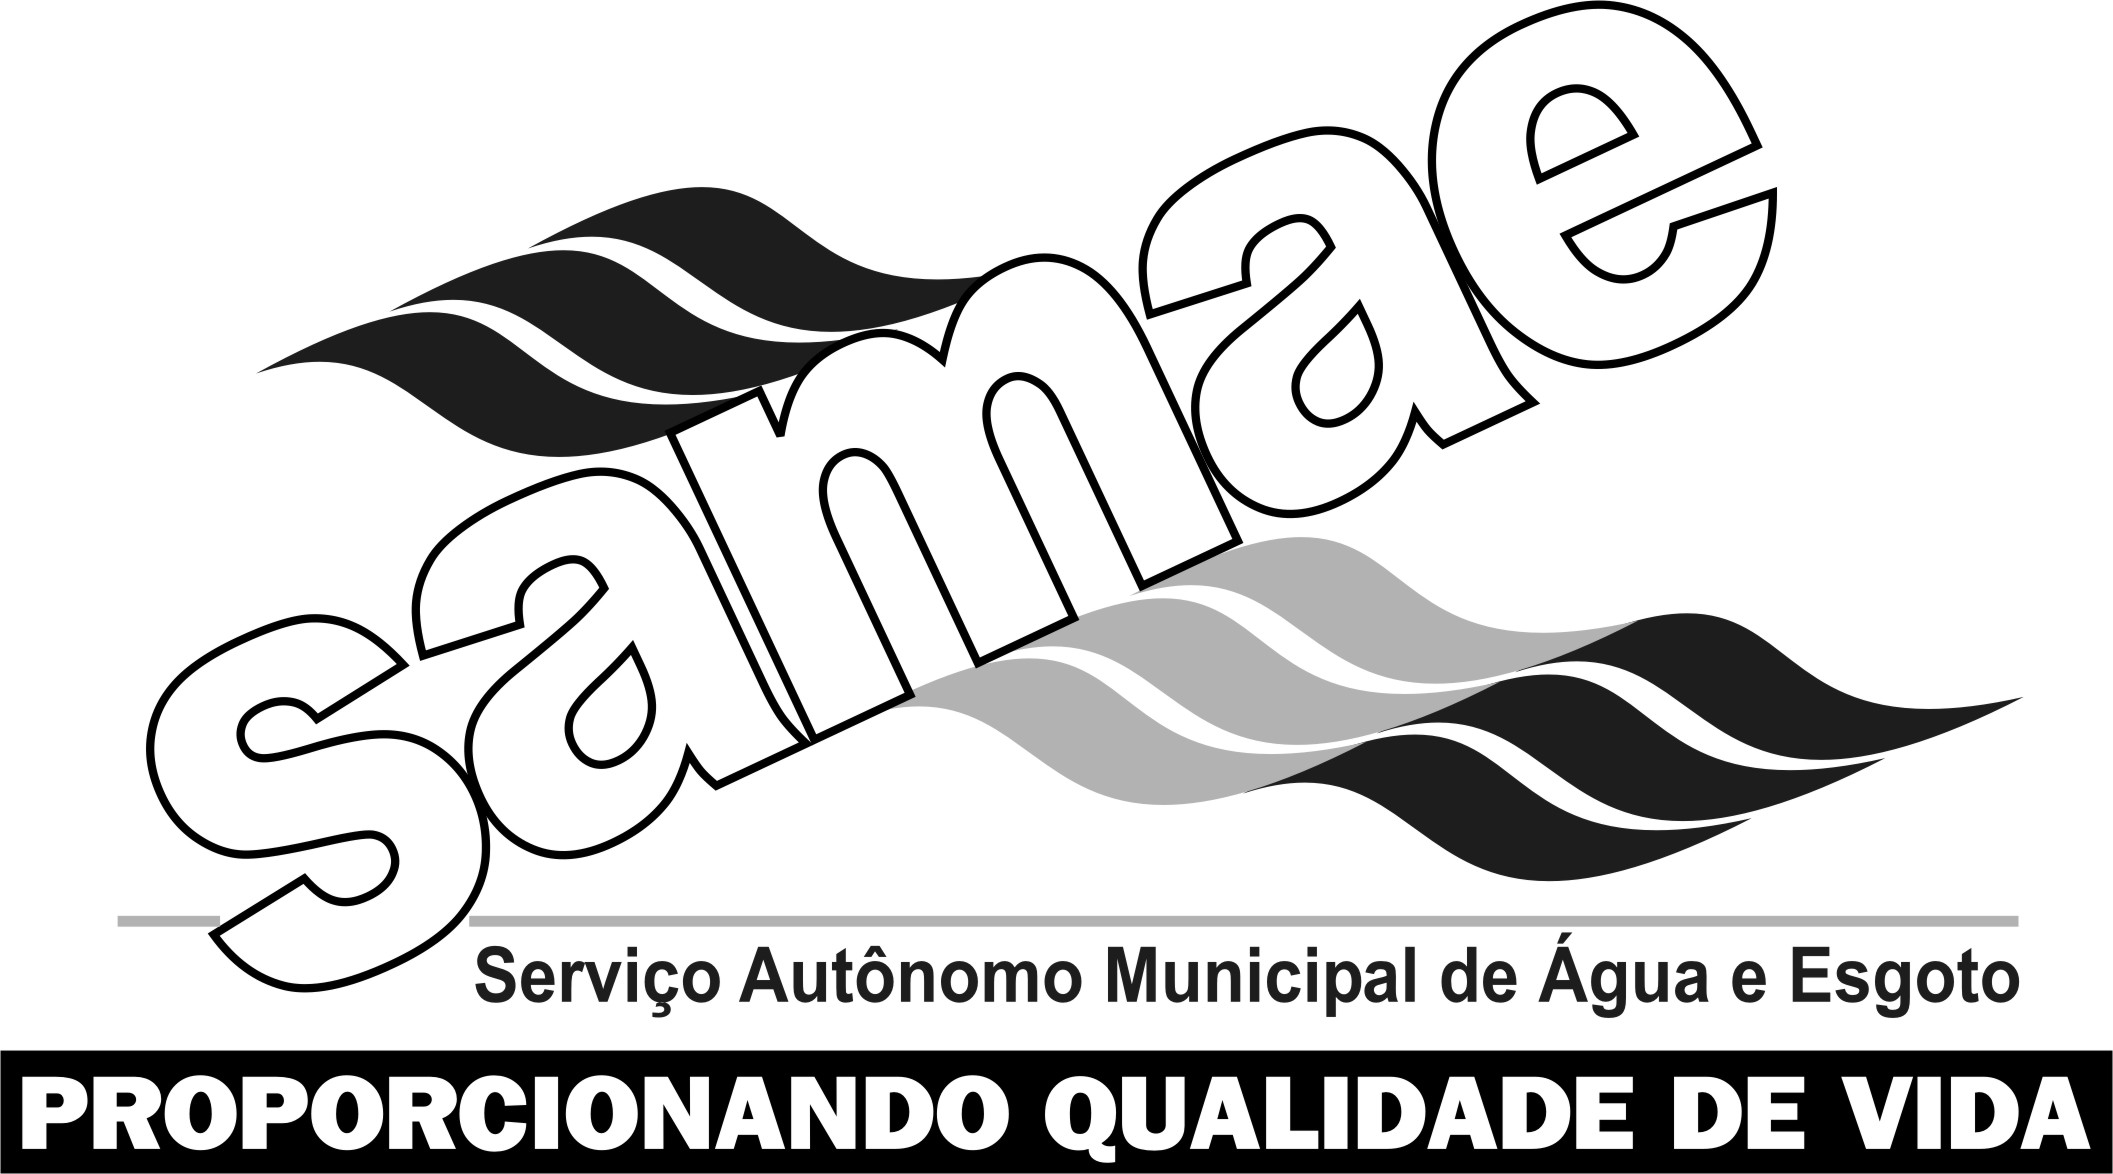 samae
Serviço Autônomo Municipal de Água e Esgoto
PROPORCIONANDO QUALIDADE DE VIDA